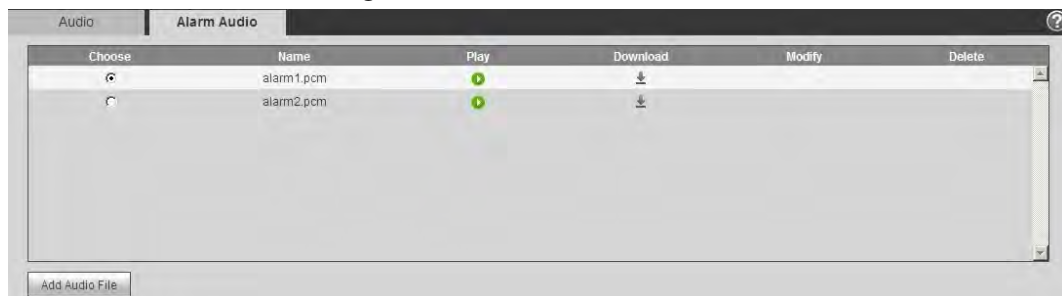 Audio Alarm Audio ?
Choose Name Play Download Modify Delete
alarm1.pcm
alarm2.pcm
Add Audio File